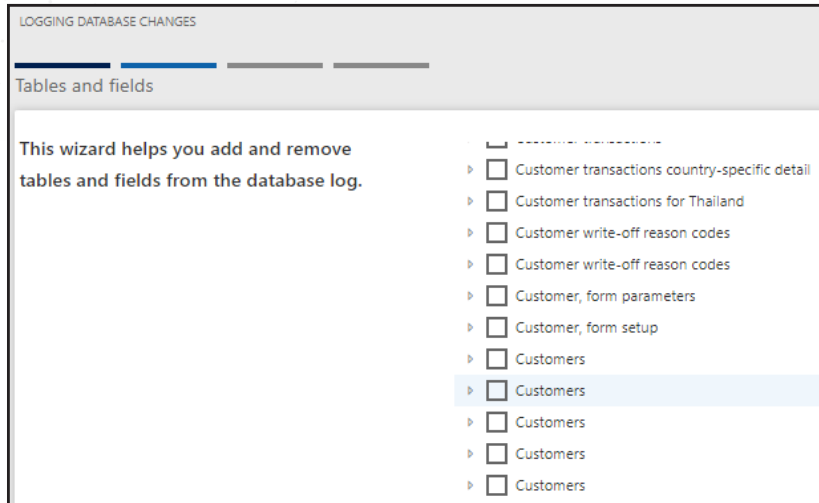 LOGGING DATABASE CHANGES
Tables and fields
This wizard helps you add and remove
tables and fields from the database log.
Customer transactions
Customer transactions country-specific detail
Customer transactions for Thailand
Customer write-off reason codes
Customer write-off reason codes
Customer, form parameters
Customer, form setup
Customers
Customers
Customers
Customers
Customers